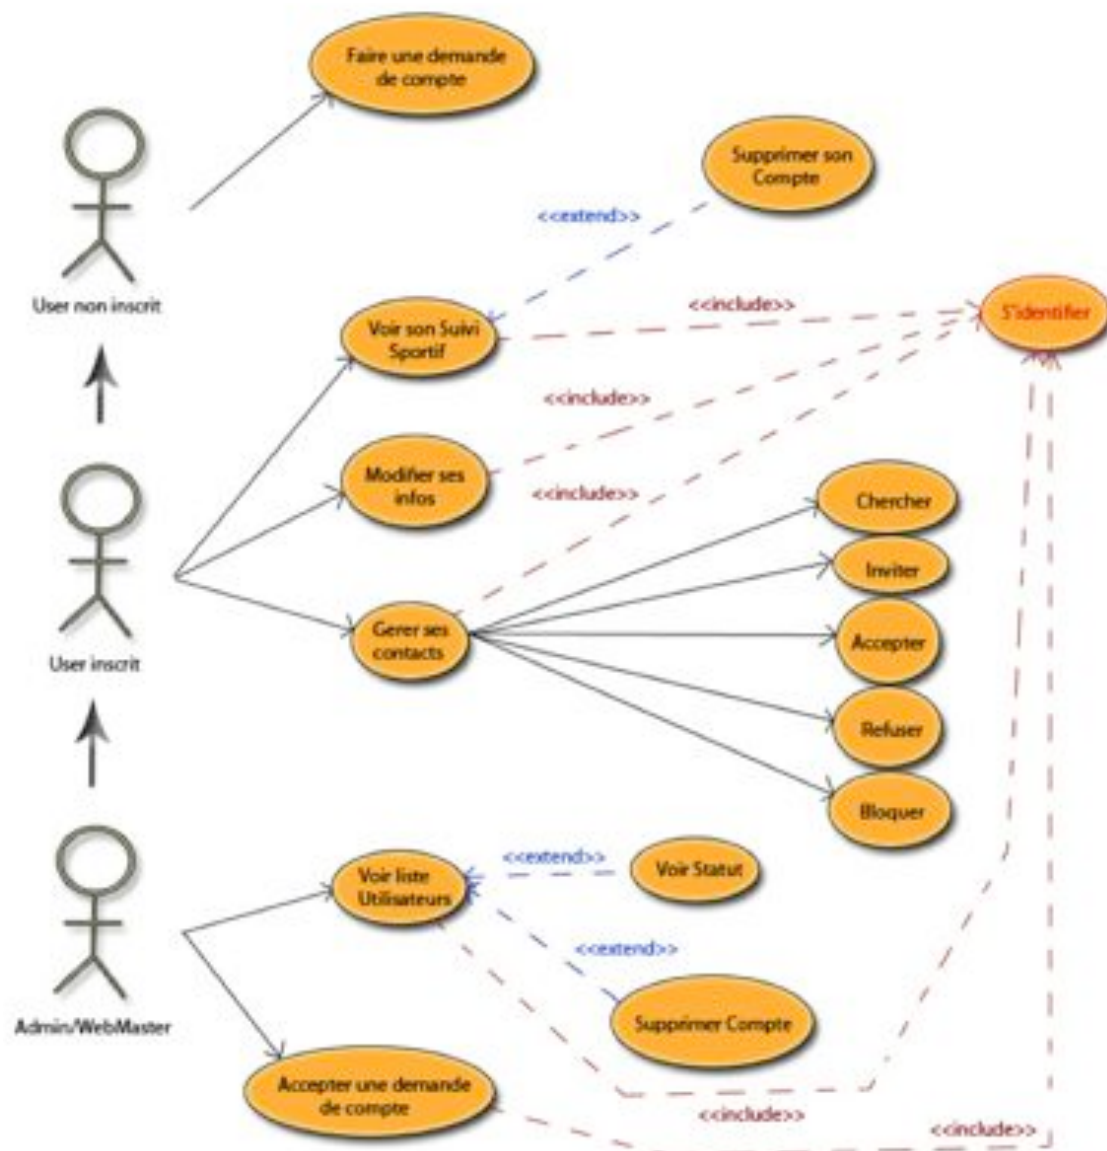 Faire une demande
de compte
Supprimer son
Compte
<<extend>>
User non inscrit
Voir son Suivi
Sportif
<<include>>
S'identifier
<<include>>
Modifier ses
infos
<<include>>
Chercher
Inviter
Gerer ses
contacts
Accepter
User inscrit
Refuser
Bloquer
Voir liste
Utilisateurs
<<extend>>
Voir Statut
<<extend>>
Supprimer Compte
Admin/WebMaster
Accepter une demande
de compte
<<include>>
<<include>>